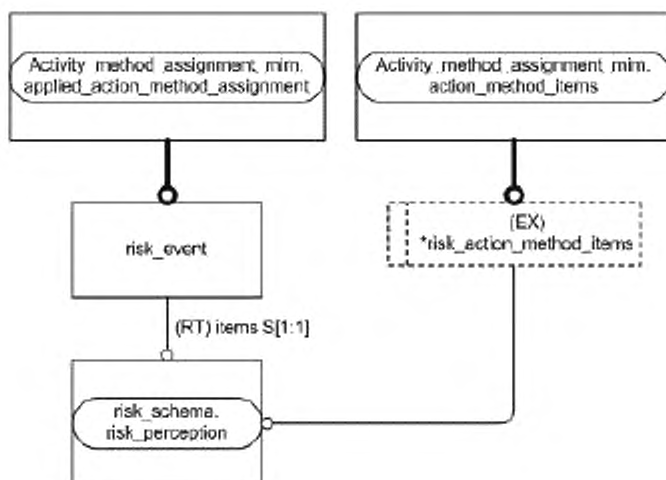 Activity_method_assignment_mim.
applied_action_method_assignment
Activity_method_assignment_mim.
action_method_items
risk_event
(EX)
*risk_action_method_items
(RT) items S[1:1]
risk_schema.
risk_perception